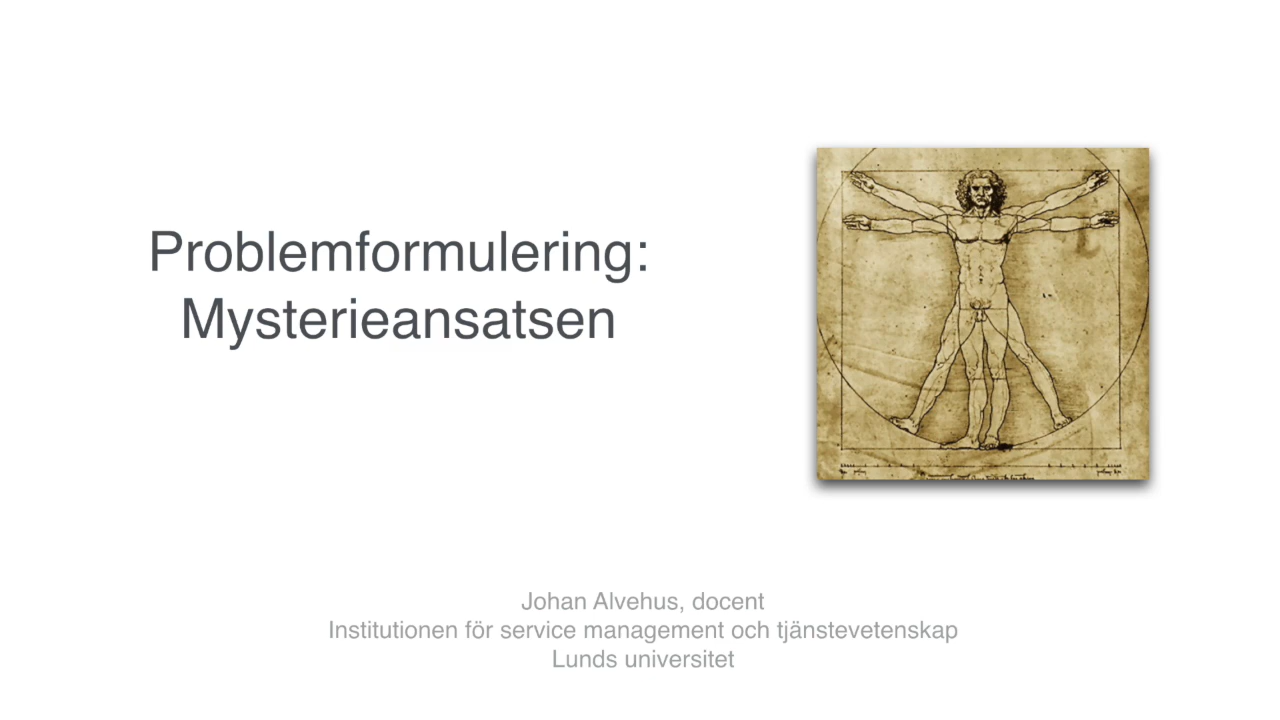 Problemformulering:
Mysterieansatsen
Johan Alvehus, docent
Institutionen för service management och tjänstevetenskap
Lunds universitet